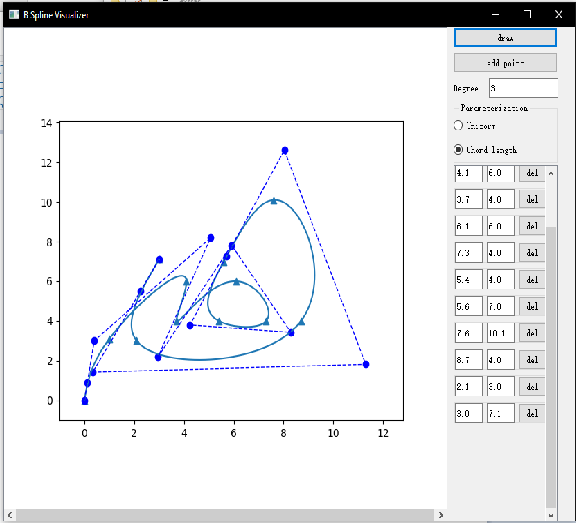 B Spline Visualizer
draw
add point
Degree 3
Parameterization
Uniform
Chord length
4.1 6.0 del
3.7 4.0 del
6.1 6.0 del
7.3 4.0 del
5.4 4.0 del
5.6 7.0 del
7.6 10.1 del
8.7 4.0 del
2.1 3.0 del
3.0 7.1 del
14
12
10
8
6
4
2
0
0 2 4 6 8 10 12